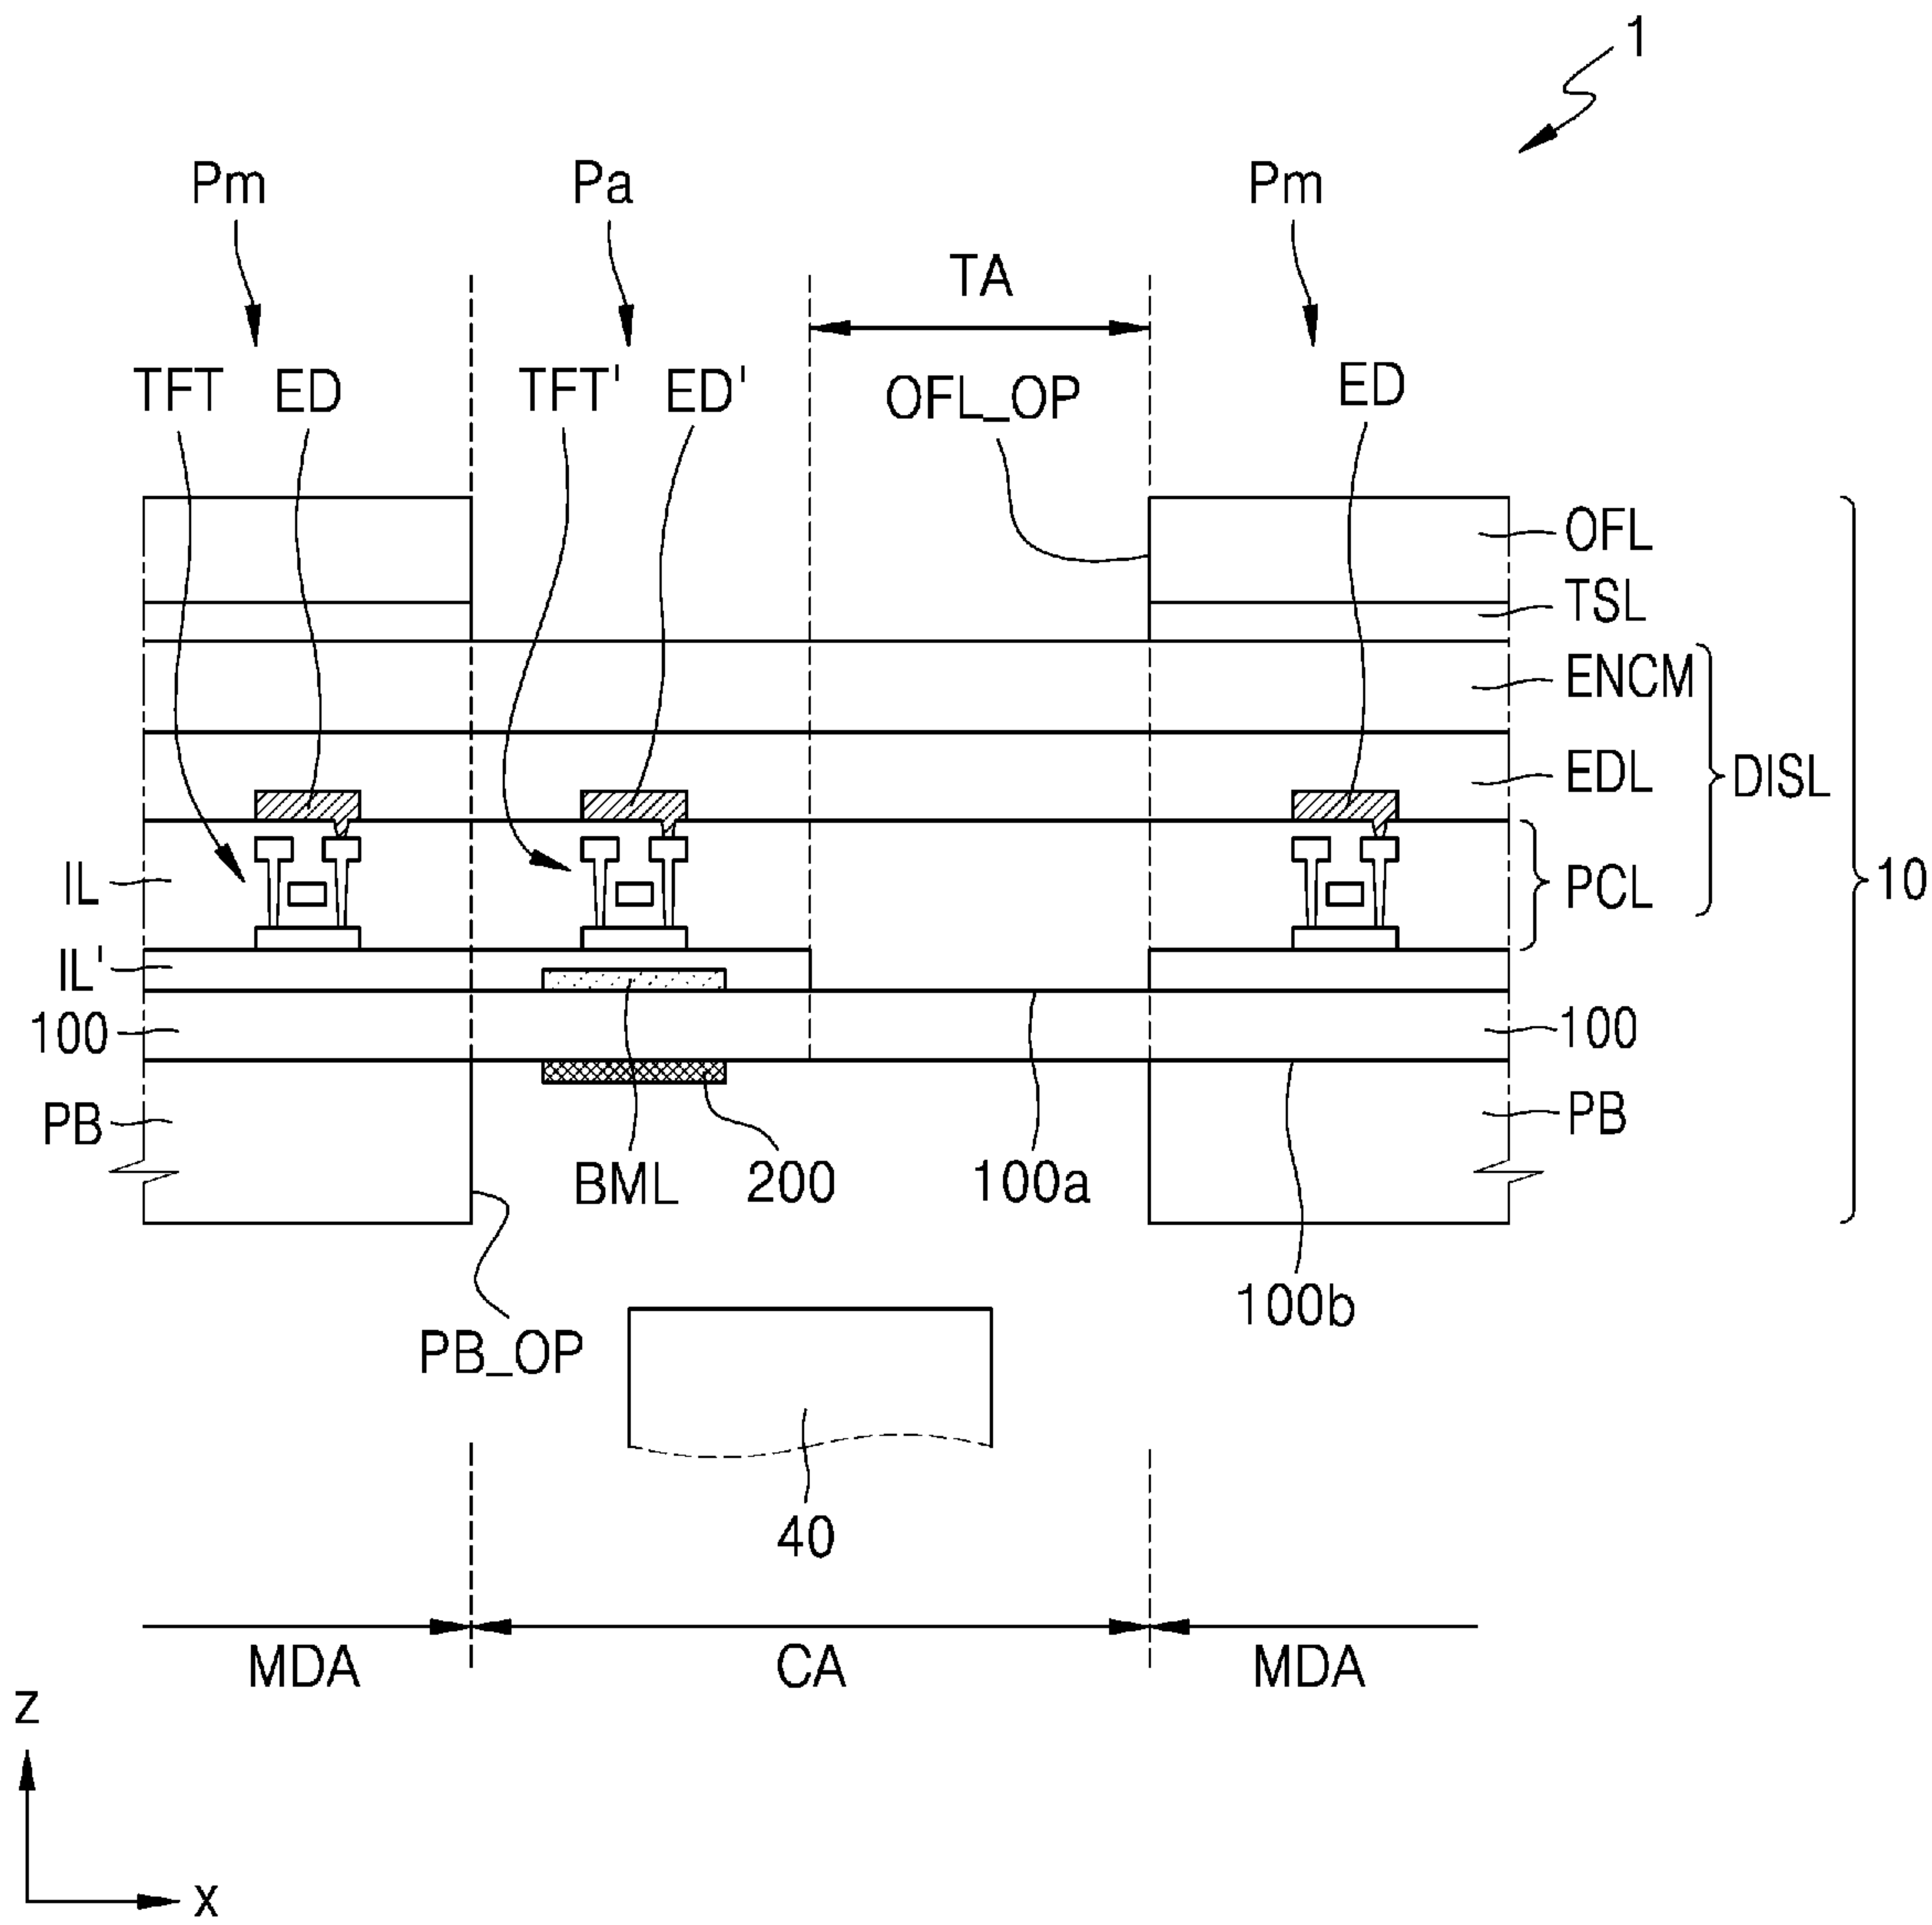 1
Pm Pa Pm
TA
TFT ED TFT' ED' OFL_OP ED
OFL
TSL
ENCM
EDL DISL
IL PCL 10
IL'
100 100
PB PB
BML 200 100a
100b
PB_OP
40
MDA CA MDA
z
x